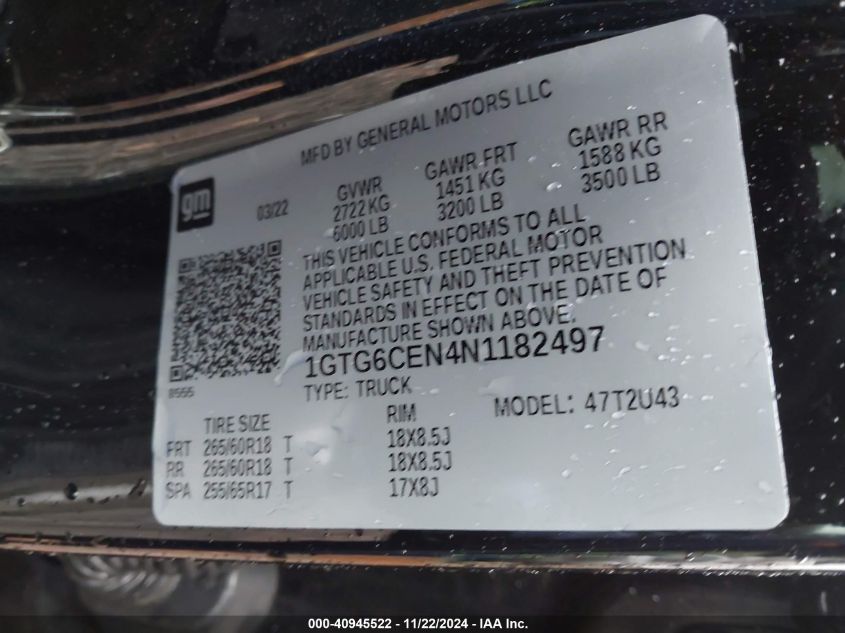 MFD BY GENERAL MOTORS LLC
gm
03/22
GVWR
2722 KG
6000 LB
GAWR FRT
1451 KG
3200 LB
GAWR RR
1588 KG
3500 LB
THIS VEHICLE CONFORMS TO ALL
APPLICABLE U.S. FEDERAL MOTOR
VEHICLE SAFETY AND THEFT PREVENTION
STANDARDS IN EFFECT ON THE DATE OF
MANUFACTURE SHOWN ABOVE.
1GTG6CEN4N1182497
8555
TYPE: TRUCK
MODEL: 47T2U43
TIRE SIZE RIM
FRT 265/60R18 T 18X8.5J
RR 265/60R18 T 18X8.5J
SPA 255/65R17 T 17X8J
000-40945522 - 11/22/2024 - IAA Inc.